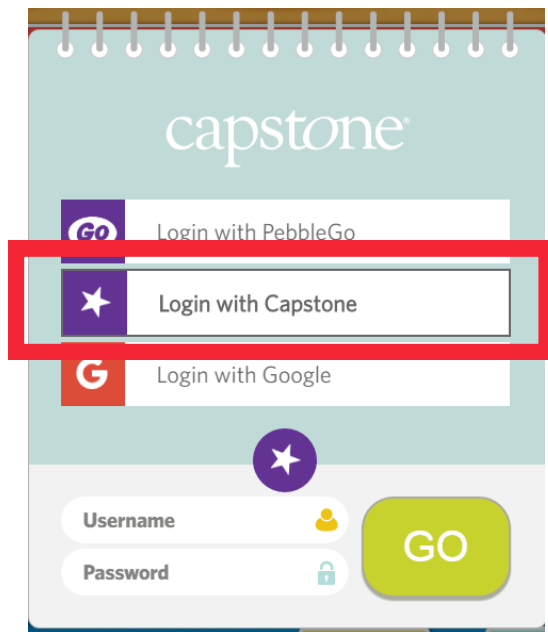 capstone®
GO Login with PebbleGo
Login with Capstone
G Login with Google
Username
Password
GO